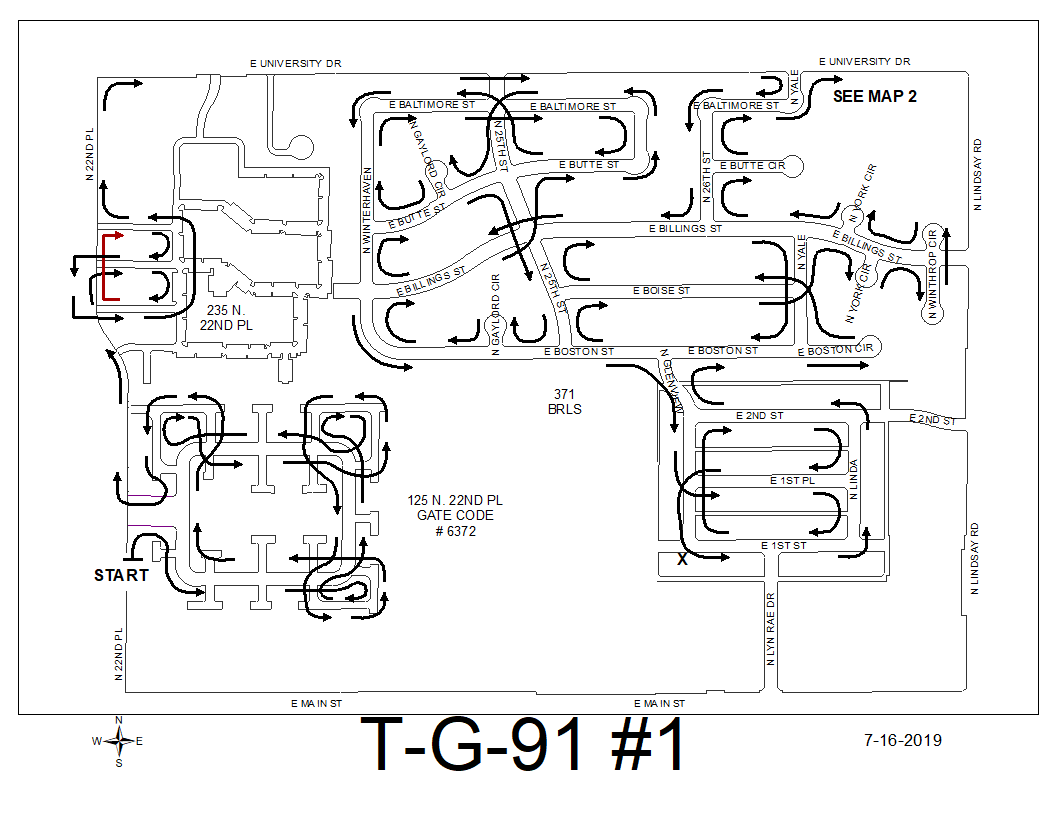 E UNIVERSITY DR
E UNIVERSITY DR
N YALE
SEE MAP 2
E BALTIMORE ST
E BALTIMORE ST
E BALTIMORE ST
N 22ND PL
N GAYLORD CIR
N 25TH ST
E BUTTE ST
E BUTTE CIR
N 26TH ST
N LINDSAY RD
N WINTERHAVEN
N YORK CIR
E BUTTE ST
E BILLINGS ST
E BILLINGS ST
N YALE
N WINTHROP CIR
E BILLINGS ST
N GAYLORD CIR
N 25TH ST
E BOISE ST
N YORK CIR
235 N.
22ND PL
E BOSTON ST
E BOSTON ST
E BOSTON CIR
N GLENVIEW
371
BRLS
E 2ND ST
E 2ND ST
N LINDA
E 1ST PL
125 N. 22ND PL
GATE CODE
# 6372
E 1ST ST
X
START
N LINDSAY RD
N LYN RAE DR
N 22ND PL
E MAIN ST
E MAIN ST
N
W E
S
T-G-91 #1
7-16-2019